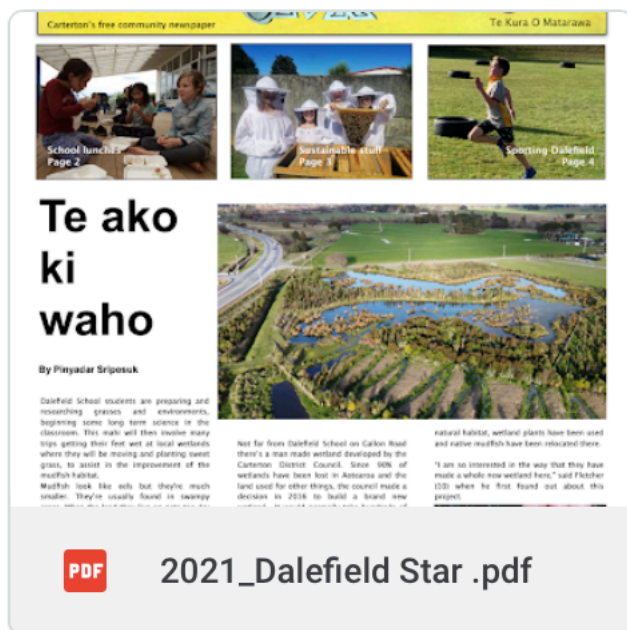 Carterton's free community newspaper
Te Kura O Matarawa
School lunches
Page 2
Sustainable stuff
Page 3
Sporting Dalefield
Page 4
Te ako
ki
waho
By Pinyadar Sriposuk
Dalefield School students are preparing and
researching grasses and environments,
beginning some long term science in the
classroom. This mahi will then involve many
trips getting their feet wet at local wetlands
where they will be moving and planting sweet
grass, to assist in the improvement of the
mudfish habitat.
Mudfish look like eels but they're much
smaller. They're usually found in swampy
Not far from Dalefield School on Gallon Road
there's a man made wetland developed by the
Carterton District Council. Since 90% of
wetlands have been lost in Aotearoa and the
land used for other things, the council made a
decision in 2016 to build a brand new
natural habitat, wetland plants have been used
and native mudfish have been relocated there.
"I am so interested in the way that they have
made a whole new wetland here," said Fletcher
(10) when he first found out about this
project.
PDF
2021_Dalefield Star .pdf